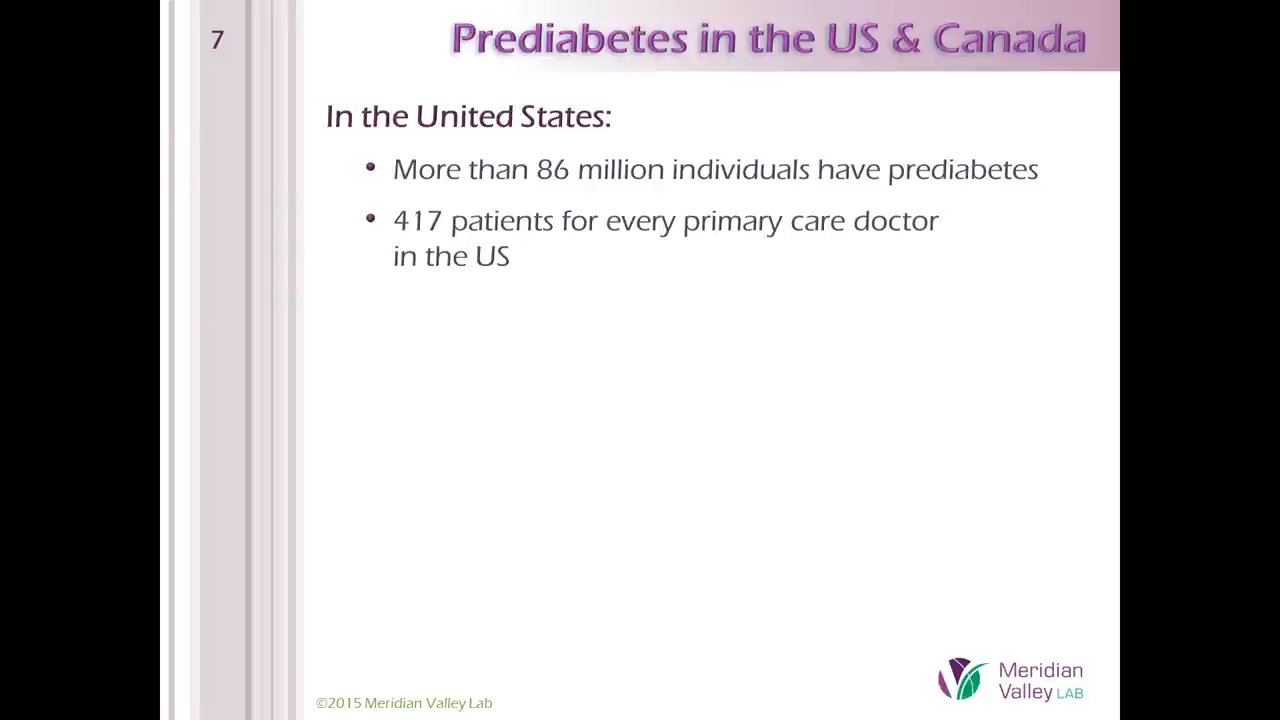 7
Prediabetes in the US & Canada
In the United States:
• More than 86 million individuals have prediabetes
• 417 patients for every primary care doctor
in the US
©2015 Meridian Valley Lab
Meridian
Valley LAB